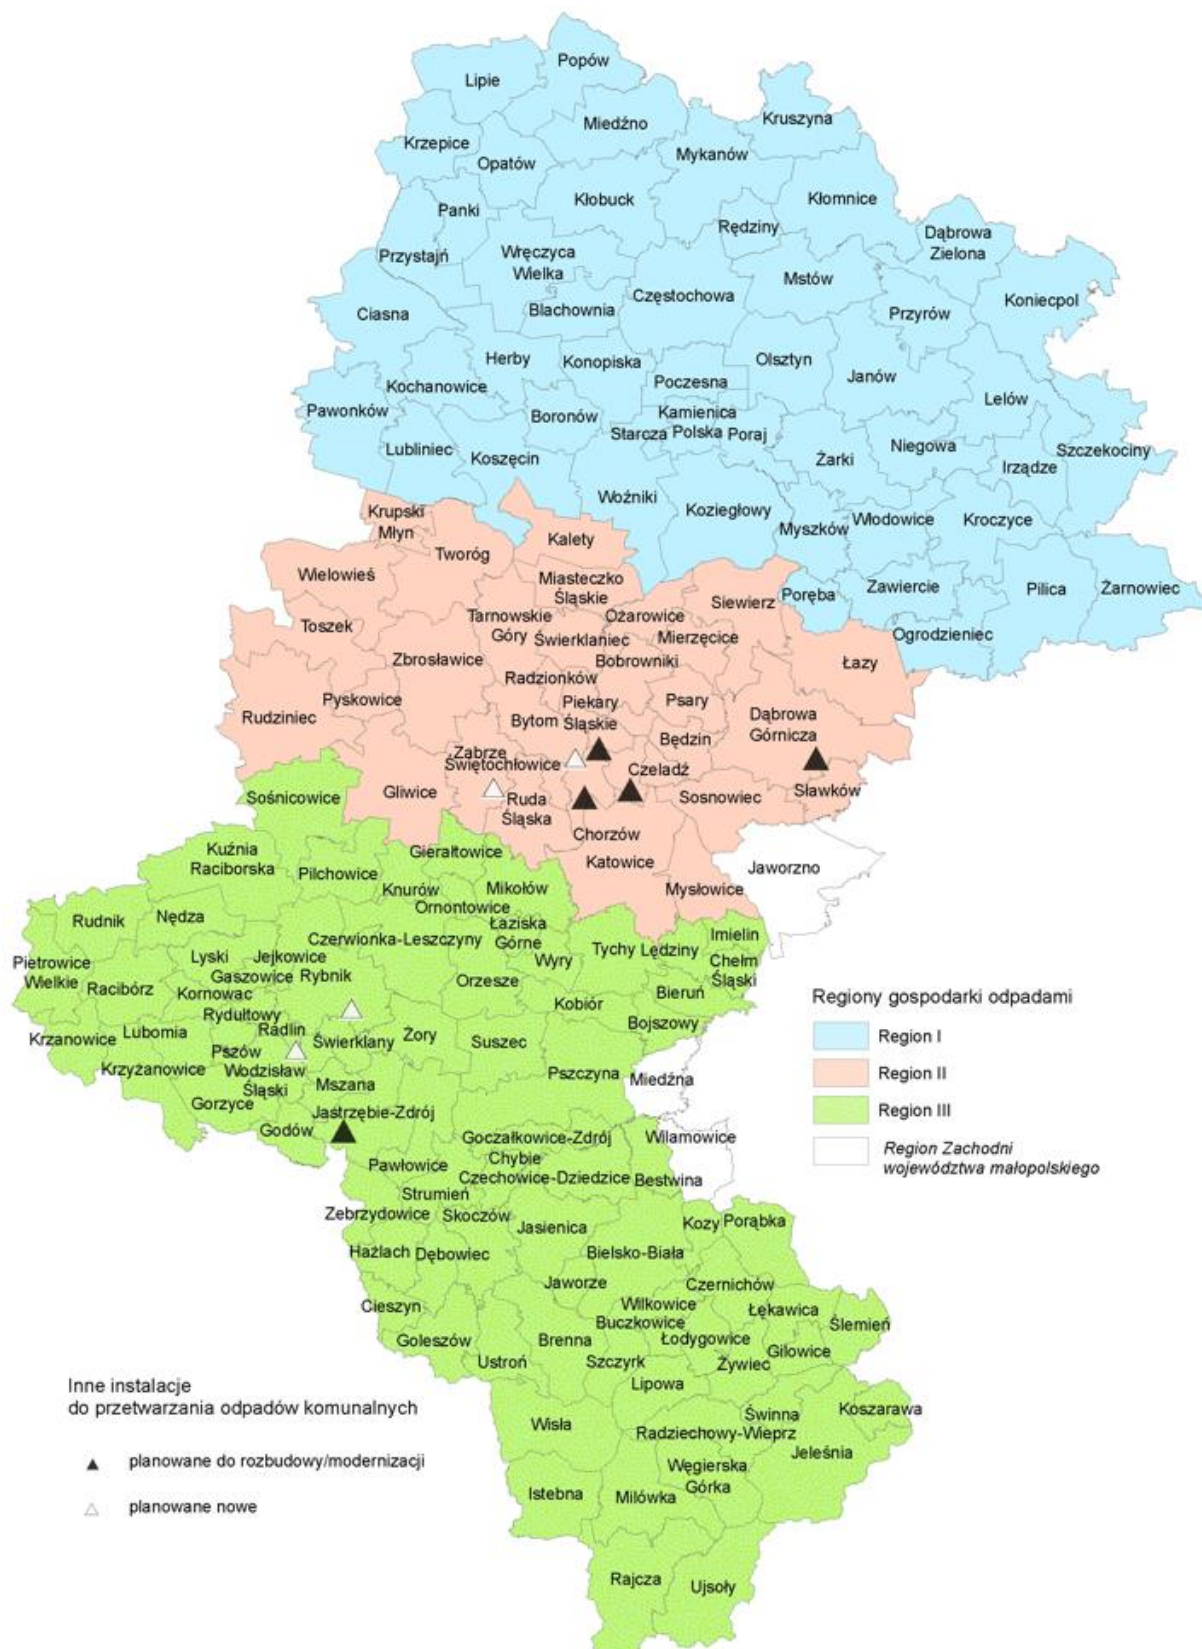 Popów
Lipie
Kruszyna
Miedźno
Krzepice
Mykanów
Opatów
Kłobuck
Kłomnice
Panki
Rędziny
Dąbrowa
Zielona
Przystajń
Wręczyca
Wielka
Mstów
Częstochowa
Koniecpol
Blachownia
Przyrów
Ciasna
Herby
Konopiska
Olsztyn
Janów
Poczesna
Kochanowice
Lelów
Pawonków
Boronów
Kamienica
Polska
Starcza
Poraj
Lubliniec
Koszęcin
Żarki
Niegowa
Szczekociny
Irządze
Woźniki
Koziegłowy
Krupski
Młyn
Myszków
Włodowice
Kroczyce
Kalety
Tworóg
Wielowieś
Miasteczko
Śląskie
Siewierz
Poręba
Zawiercie
Pilica
Żarnowiec
Toszek
Tarnowskie
Góry
Ożarowice
Świerklaniec
Mierzęcice
Ogrodzieniec
Zbrosławice
Bobrowniki
Łazy
Radzionków
Pyskowice
Piekary
Śląskie
Psary
Rudziniec
Bytom
Dąbrowa
Górnicza
Będzin
Zabrze
Świętochłowice
Czeladź
Gliwice
Ruda
Śląska
Sosnowiec
Sławków
Sośnicowice
Chorzów
Katowice
Jaworzno
Kuźnia
Raciborska
Gierałtowice
Pilchowice
Knurów
Mikołów
Mysłowice
Ornontowice
Rudnik
Nędza
Łaziska
Górne
Imielin
Czerwionka-Leszczyny
Tychy
Lędziny
Pietrowice
Wielkie
Lyski
Jejkowice
Wyry
Chełm
Śląski
Gaszowice
Rybnik
Racibórz
Kornowac
Orzesze
Bieruń
Rydułtowy
Kobiór
Bojszowy
Krzanowice
Lubomia
Radlin
Świerklany
Żory
Suszec
Pszów
Krzyżanowice
Wodzisław
Śląski
Mszana
Pszczyna
Miedźna
Gorzyce
Jastrzębie-Zdrój
Godów
Goczałkowice-Zdrój
Wilamowice
Pawłowice
Chybie
Czechowice-Dziedzice
Bestwina
Strumień
Zebrzydowice
Skoczów
Jasienica
Kozy
Porąbka
Hażlach
Dębowiec
Bielsko-Biała
Jaworze
Czernichów
Cieszyn
Wilkowice
Łękawica
Buczkowice
Ślemień
Goleszów
Brenna
Łodygowice
Gilowice
Ustroń
Szczyrk
Żywiec
Lipowa
Koszarawa
Wisła
Świnna
Radziechowy-Wieprz
Jeleśnia
Węgierska
Górka
Istebna
Milówka
Rajcza
Ujsoły
Regiony gospodarki odpadami
Region I
Region II
Region III
Region Zachodni
województwa małopolskiego
Inne instalacje
do przetwarzania odpadów komunalnych
planowane do rozbudowy/modernizacji
planowane nowe